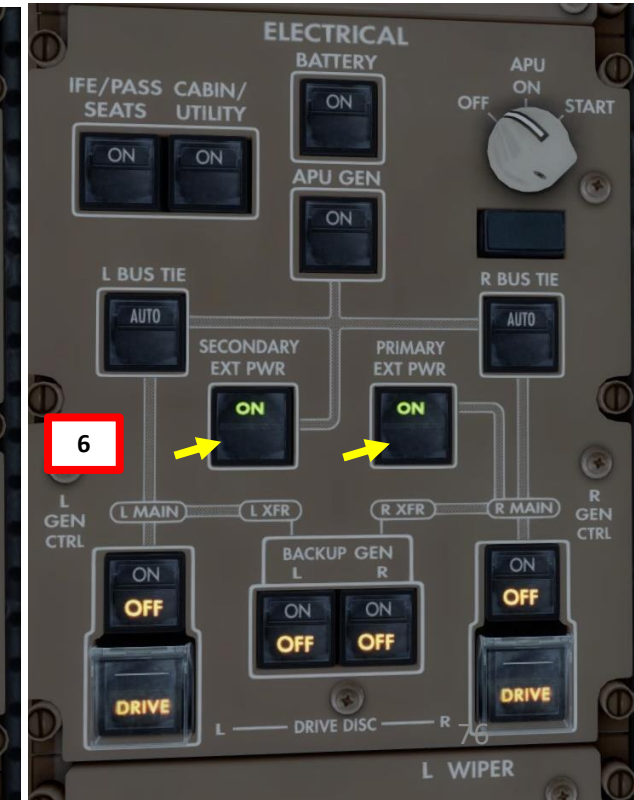 ELECTRICAL
BATTERY
ON
IFE/PASS SEATS
ON
CABIN/ UTILITY
ON
APU
OFF
ON
START
APU GEN
ON
L BUS TIE
AUTO
R BUS TIE
AUTO
SECONDARY
EXT PWR
ON
PRIMARY
EXT PWR
ON
6
L
GEN
CTRL
L MAIN
L XFR
R XFR
R MAIN
R
GEN
CTRL
ON
OFF
BACKUP GEN
L
R
ON
OFF
ON
OFF
ON
OFF
DRIVE
DRIVE
L
DRIVE DISC
R
76
L WIPER